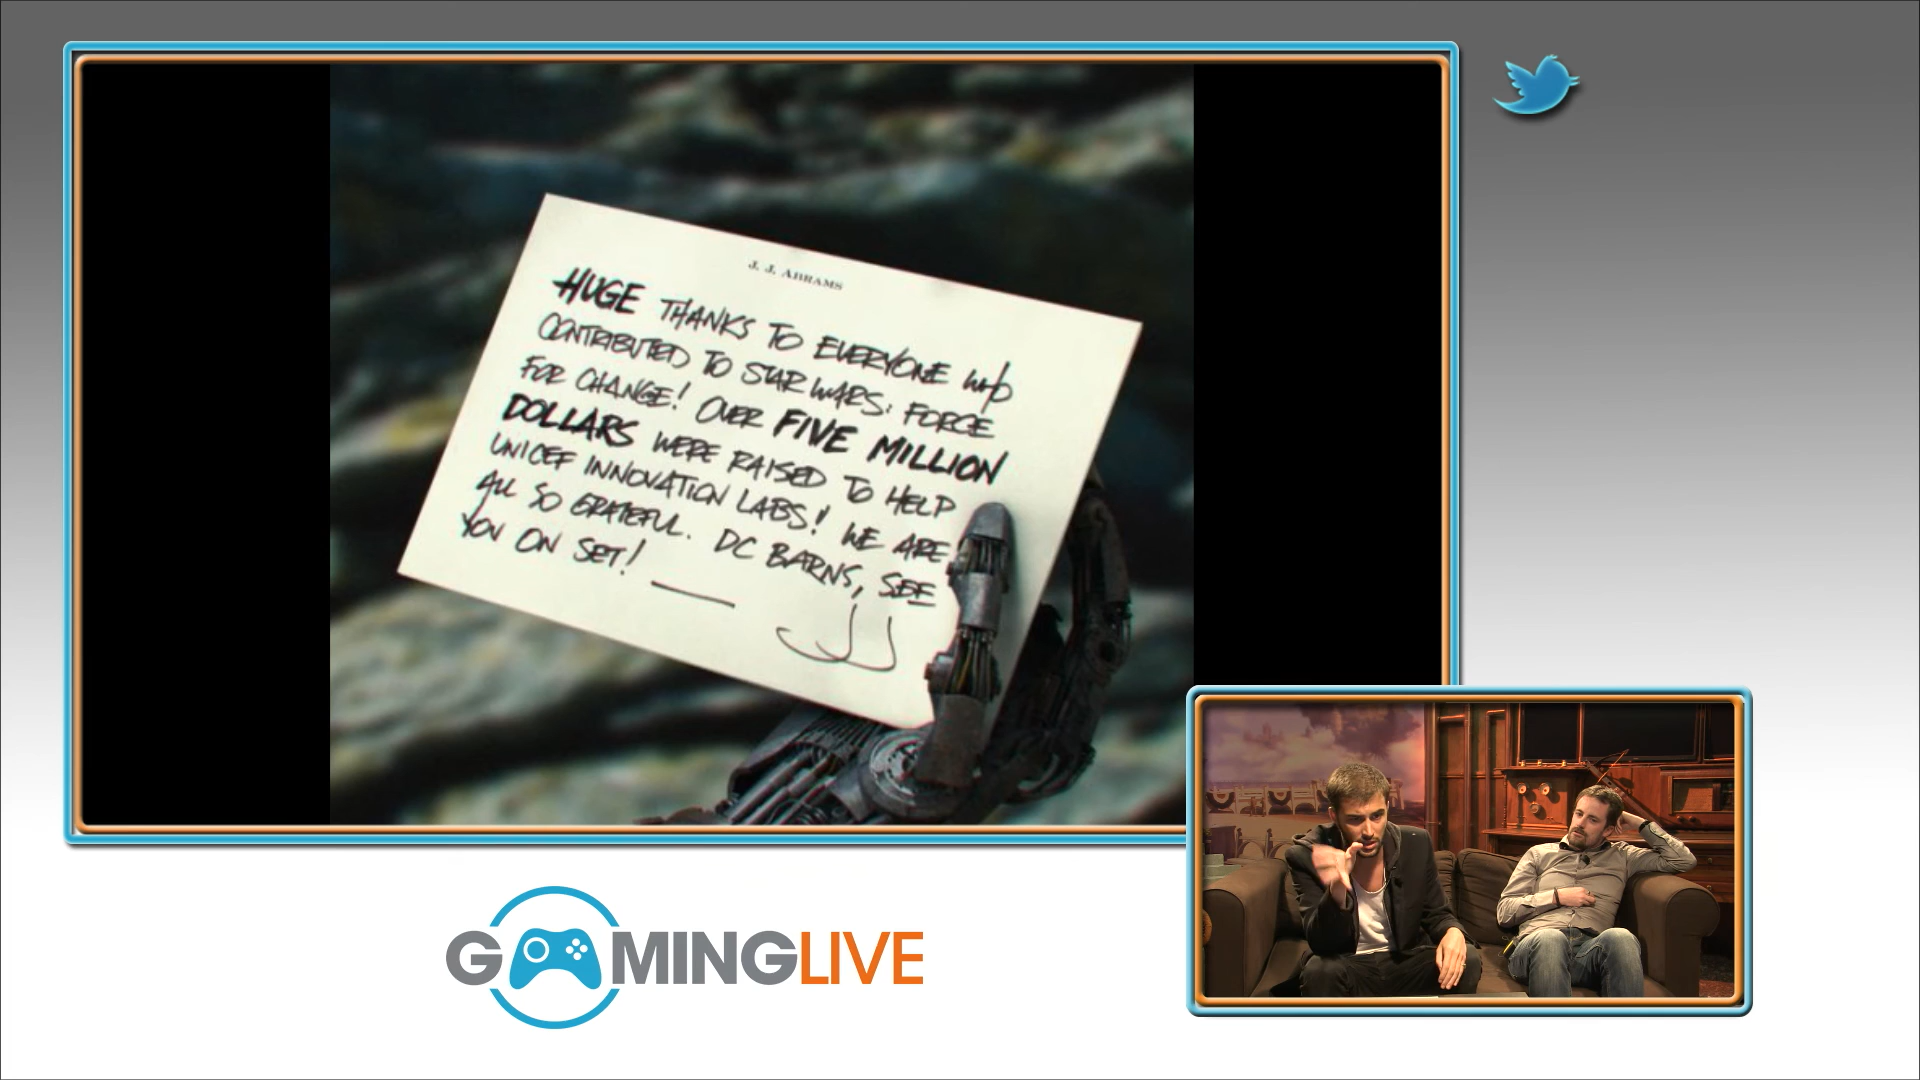 J. J. ABRAMS
HUGE THANKS TO EVERYONE WHO
CONTRIBUTED TO STAR WARS: FORCE
FOR CHANGE! OVER FIVE MILLION
DOLLARS WERE RAISED TO HELP
UNICEF INNOVATION LABS! WE ARE
ALL SO GRATEFUL. DC BARNS, SEE
YOU ON SET! —
JJ
GAMINGLIVE